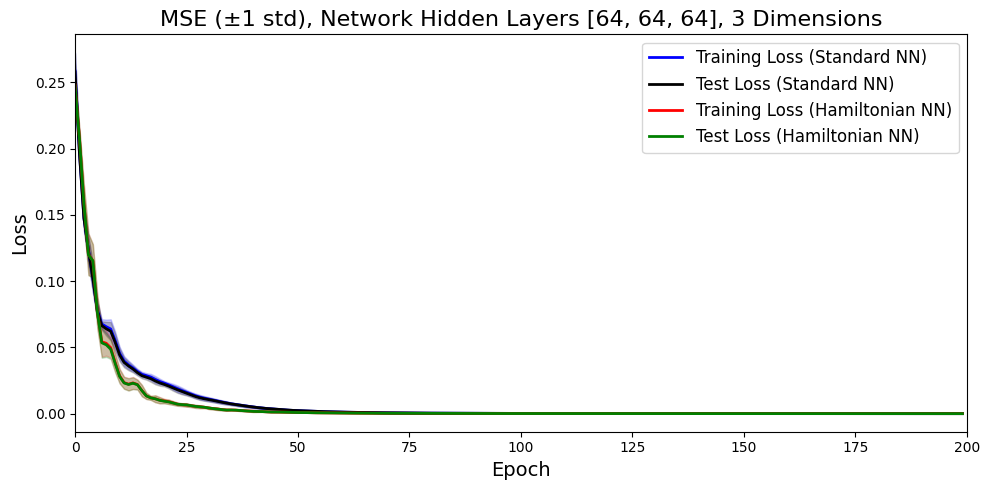 MSE (±1 std), Network Hidden Layers [64, 64, 64], 3 Dimensions
Training Loss (Standard NN)
Test Loss (Standard NN)
Training Loss (Hamiltonian NN)
Test Loss (Hamiltonian NN)
Loss
0.25
0.20
0.15
0.10
0.05
0.00
0 25 50 75 100 125 150 175 200
Epoch